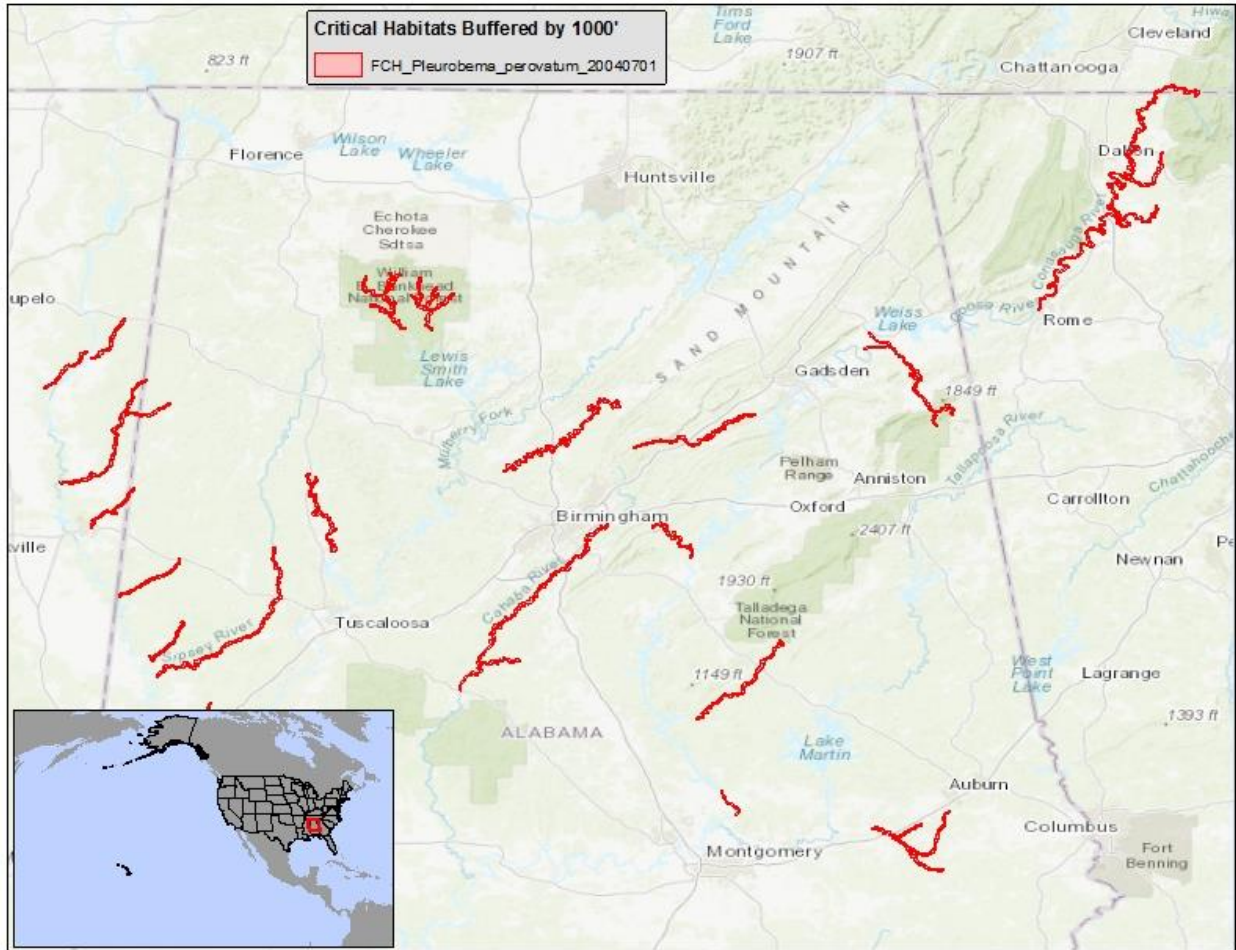 Critical Habitats Buffered by 1000'
FCH_Pleurobema_perovatum_20040701
Tims
Ford
Lake
Hiwa
Cleveland
823 ft
1907 ft
Chattanooga
Wilson
Lake
Wheeler
Lake
Florence
Dalton
Huntsville
Echota
Cherokee
Sdtsa
William
B. Bankhead
National Forest
SAND MOUNTAIN
Conasauga River
Coosa River
upelo
Weiss
Lake
Rome
Lewis
Smith
Lake
Gadsden
1849 ft
Mulberry Fork
Tallapoosa River
Chattahooche
Pelham
Range
Anniston
Carrollton
Oxford
Birmingham
2407 ft
ville
Newnan
Pe
Cahaba River
1930 ft
Talladega
National
Forest
Tuscaloosa
Sipsey River
West
Point
Lake
Lagrange
1149 ft
1393 ft
ALABAMA
Lake
Martin
Auburn
Columbus
Montgomery
Fort
Benning